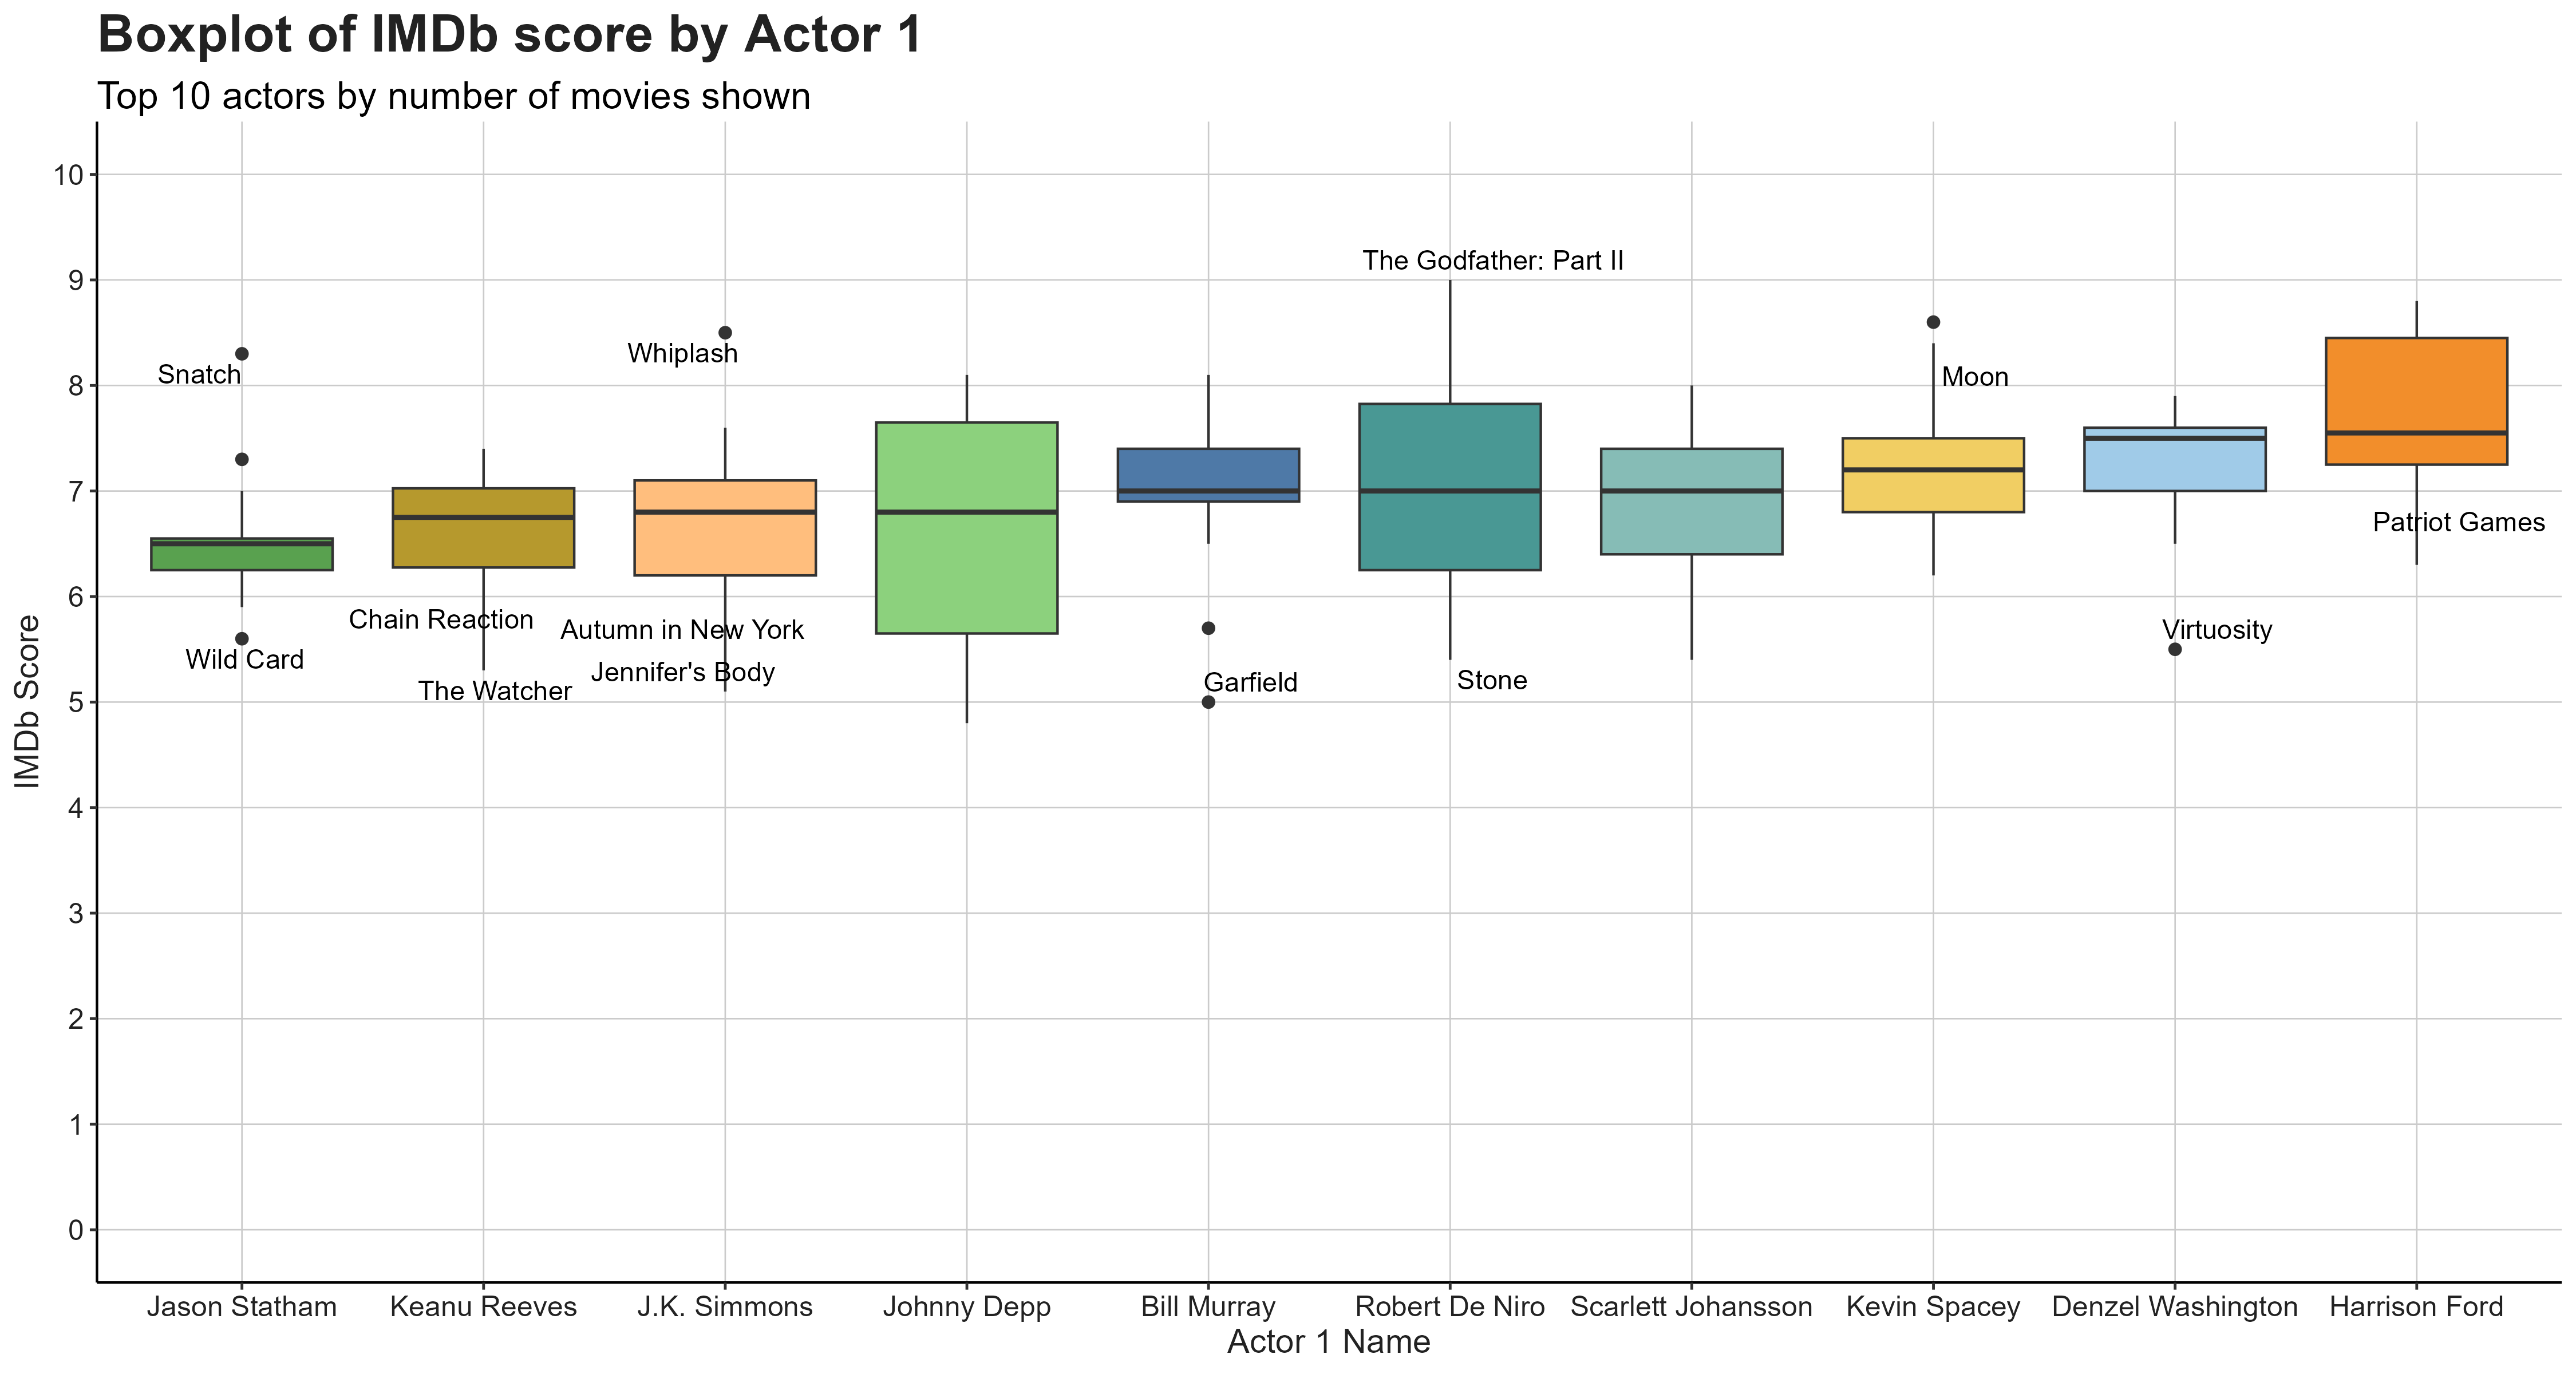 Boxplot of IMDb score by Actor 1
Top 10 actors by number of movies shown
10
9
8
7
6
5
4
3
2
1
0
IMDb Score
The Godfather: Part II
Snatch
Whiplash
Moon
Patriot Games
Chain Reaction
Autumn in New York
Virtuosity
Wild Card
Jennifer's Body
The Watcher
Garfield
Stone
Jason Statham
Keanu Reeves
J.K. Simmons
Johnny Depp
Bill Murray
Robert De Niro
Scarlett Johansson
Kevin Spacey
Denzel Washington
Harrison Ford
Actor 1 Name